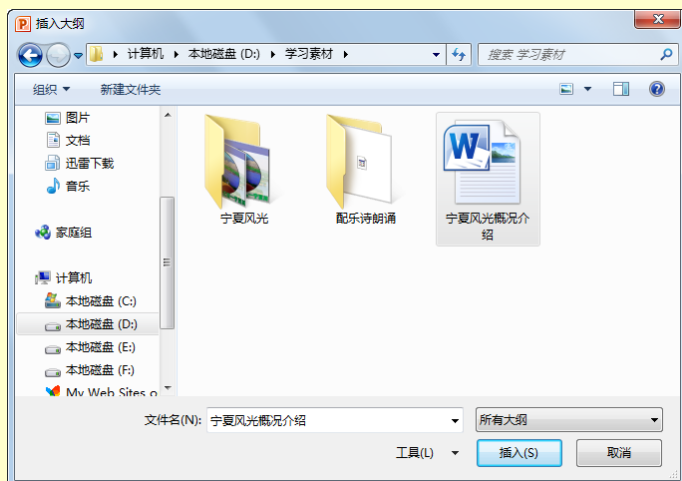 插入大纲
计算机 本地磁盘 (D:) 学习素材
搜索 学习素材
组织 新建文件夹
图片
文档
迅雷下载
音乐
家庭组
计算机
本地磁盘 (C:)
本地磁盘 (D:)
本地磁盘 (E:)
本地磁盘 (F:)
My Web Sites o
宁夏风光
配乐诗朗诵
宁夏风光概况介
绍
文件名(N): 宁夏风光概况介绍
所有大纲
工具(L) 插入(S) 取消